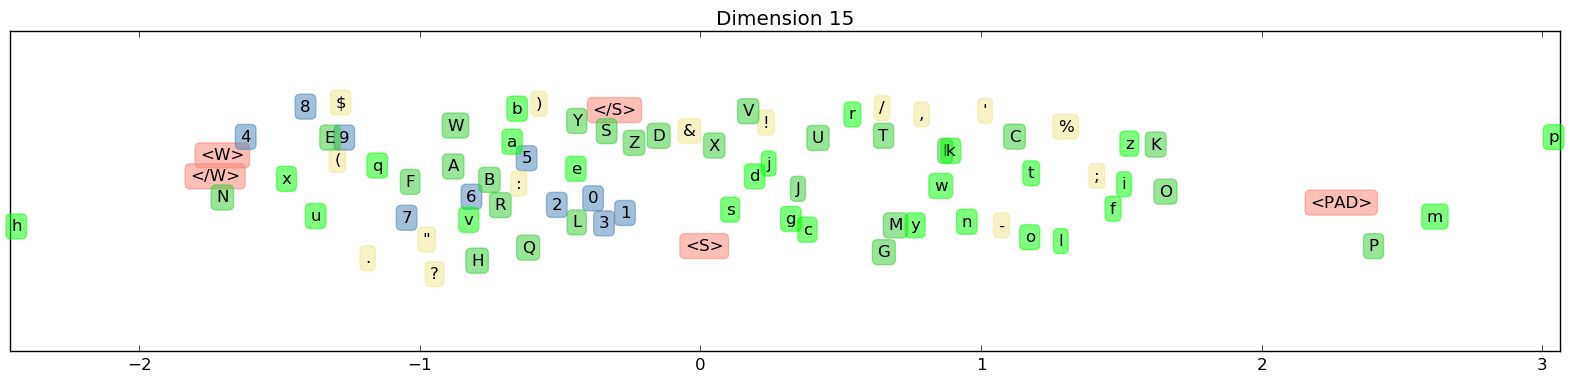 Dimension 15
8 $ b ) </S> V ! r / , ' %
4 E 9 W a Y S Z D & X U T C p
<W> ( A 5 j k z K
</W> x q F B : e d J w t ; i O
N 6 R 2 0 <PAD>
h u 7 v L 3 1 s g c M y n - o f m
. " ? H Q <S> G l P
−2 −1 0 1 2 3